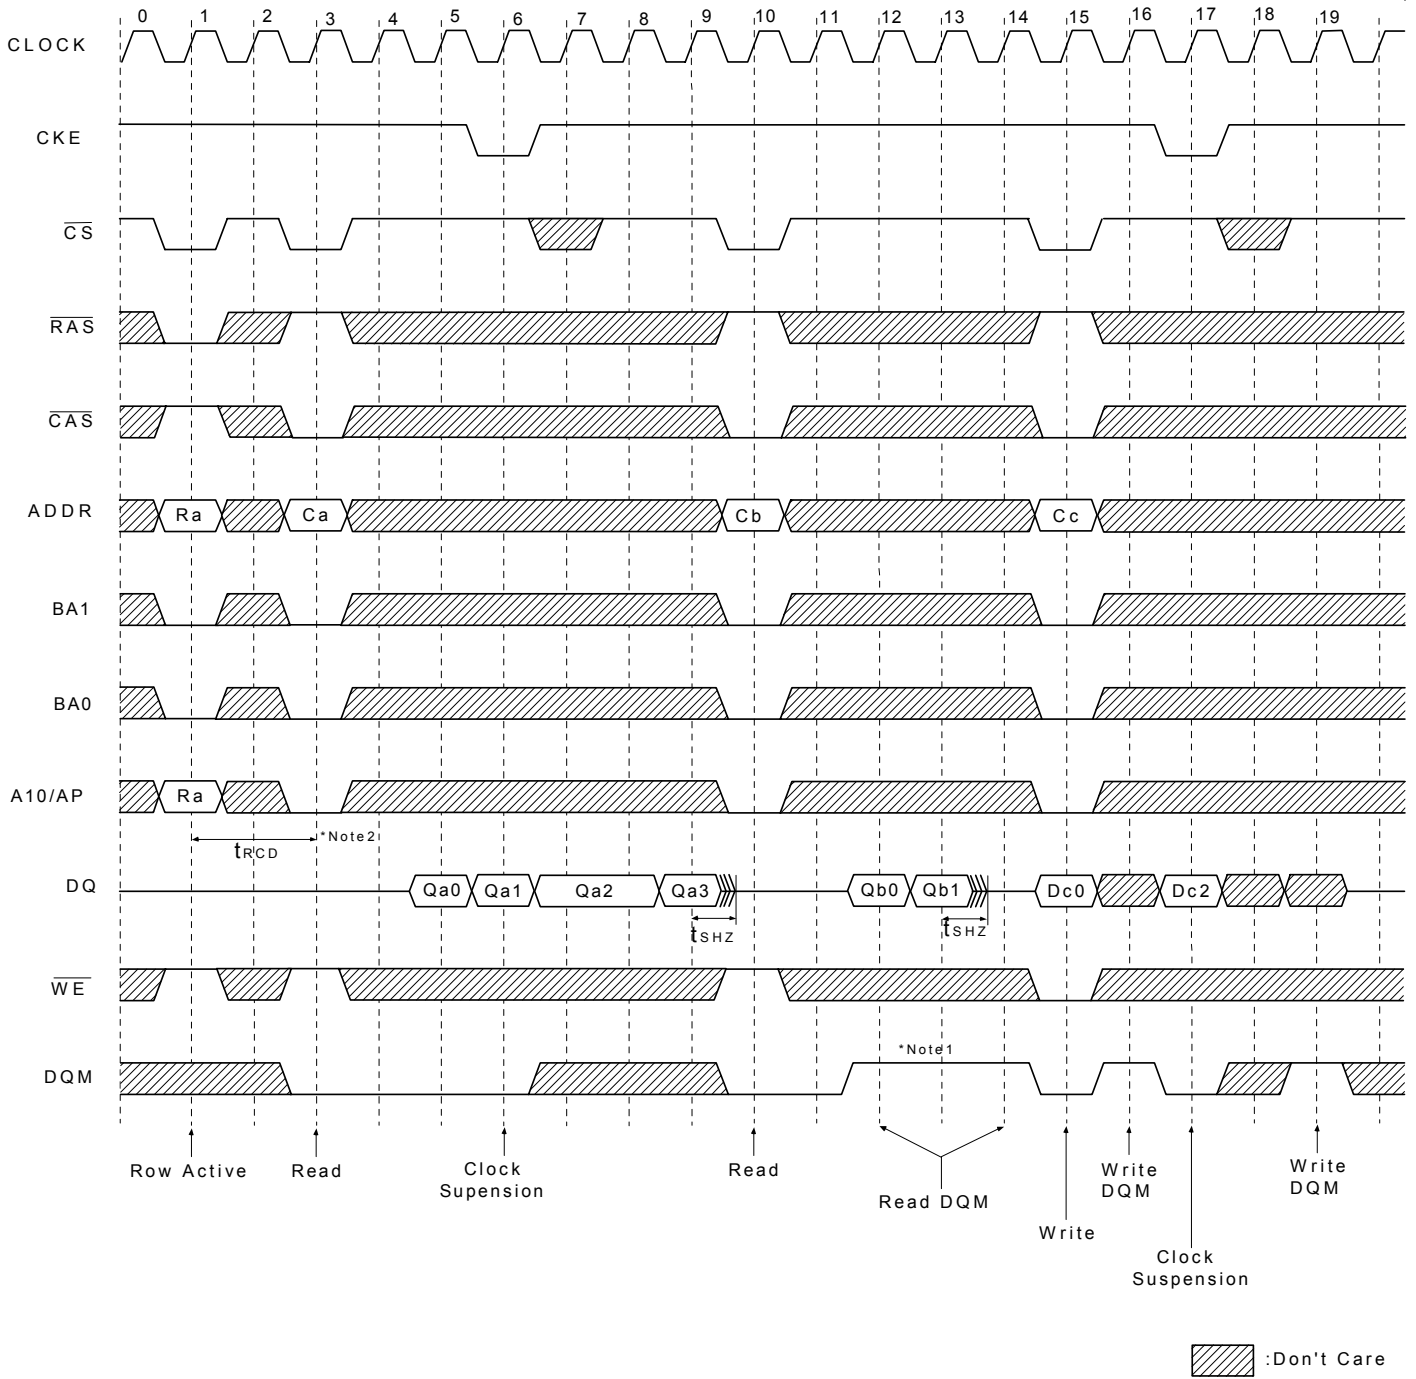 0 1 2 3 4 5 6 7 8 9 10 11 12 13 14 15 16 17 18 19
CLOCK
CKE
CS
RAS
CAS
ADDR Ra Ca Cb Cc
BA1
BA0
A10/AP Ra
tRCD *Note2
DQ Qa0 Qa1 Qa2 Qa3 Qb0 Qb1 Dc0 Dc2
tSHZ tSHZ
WE
*Note1
DQM
Row Active
Read
Clock
Supension
Read
Read DQM
Write
Write
DQM
Clock
Suspension
Write
DQM
:Don't Care